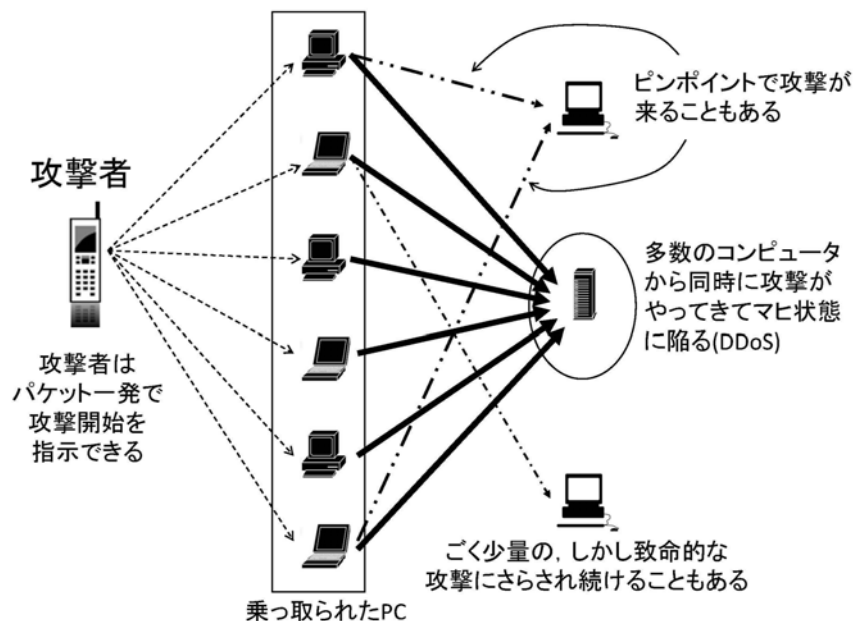 攻撃者
攻撃者は
パケット一発で
攻撃開始を
指示できる
乗っ取られたPC
ピンポイントで攻撃が
来ることもある
多数のコンピュータ
から同時に攻撃が
やってきてマヒ状態
に陥る(DDoS)
ごく少量の，しかし致命的な
攻撃にさらされ続けることもある